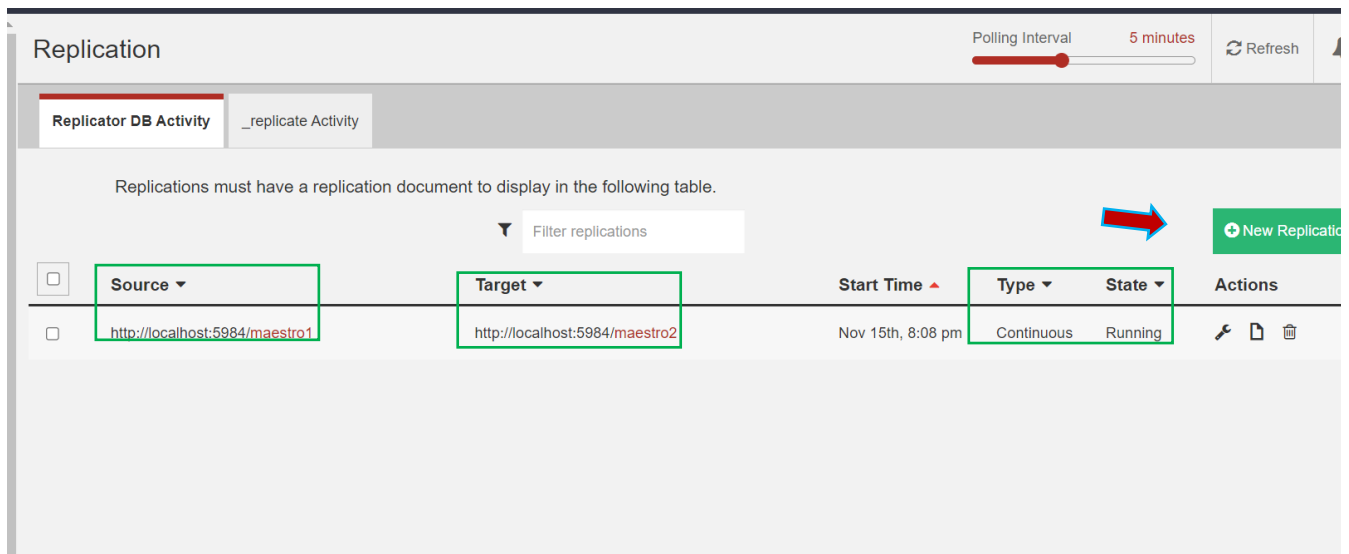 Replication
Polling Interval 5 minutes
Refresh
Replicator DB Activity
_replicate Activity
Replications must have a replication document to display in the following table.
Filter replications
New Replicatio
Source Target Start Time Type State Actions
http://localhost:5984/maestro1 http://localhost:5984/maestro2 Nov 15th, 8:08 pm Continuous Running